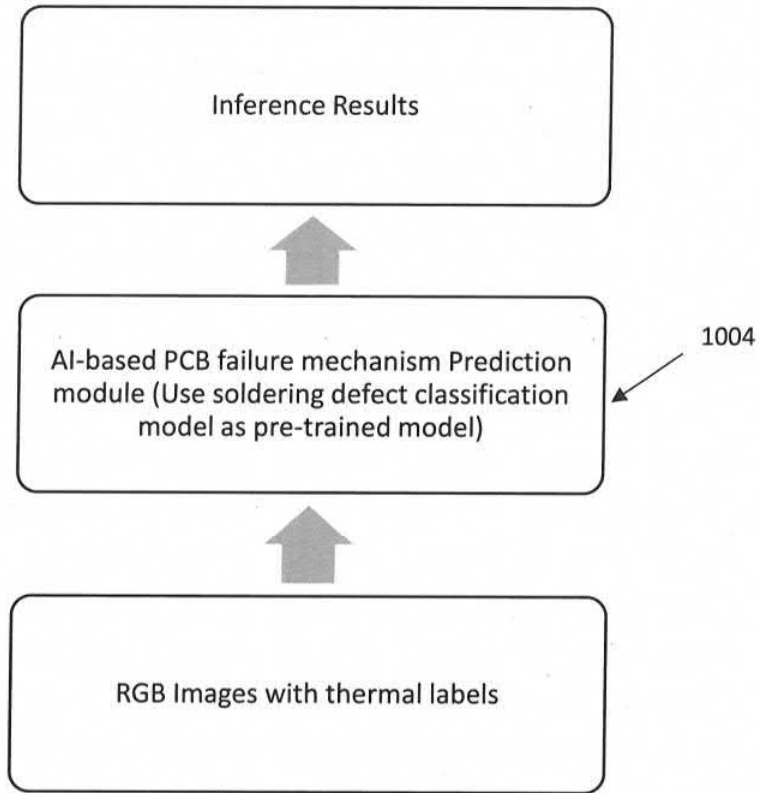 Inference Results
AI-based PCB failure mechanism Prediction
module (Use soldering defect classification
model as pre-trained model)
1004
RGB Images with thermal labels